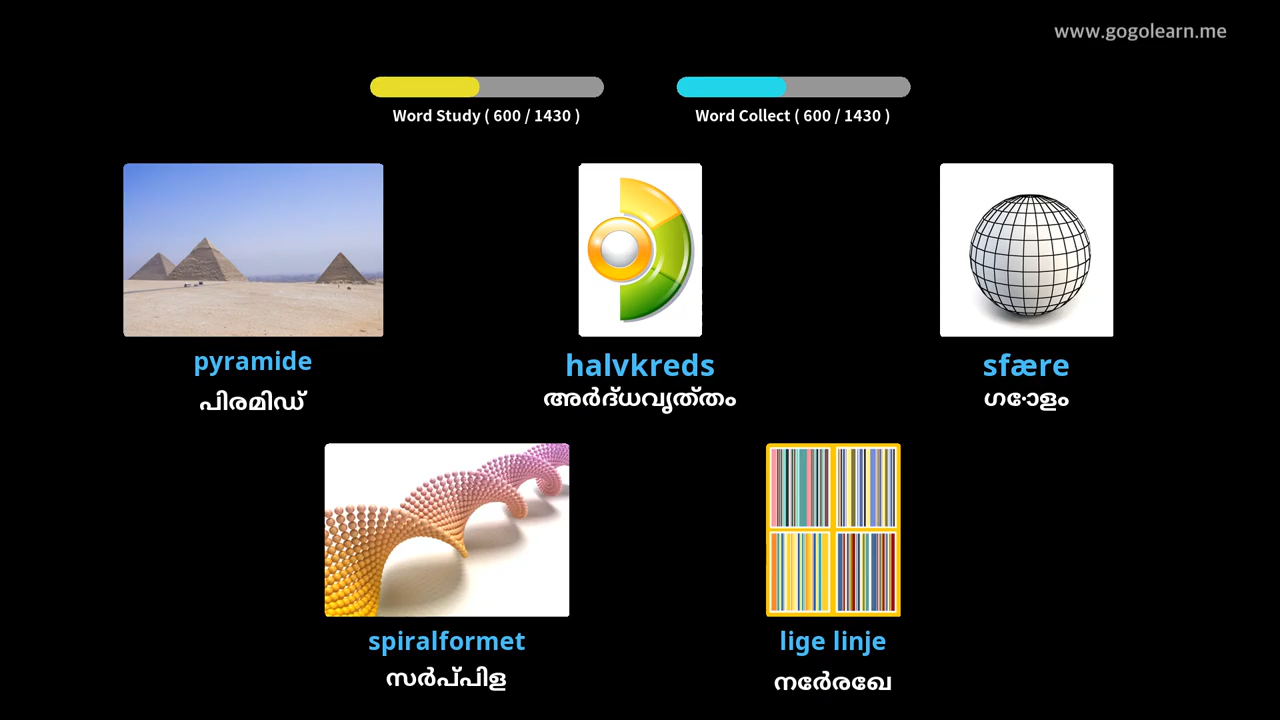 www.gogolearn.me
Word Study ( 600 / 1430 )
Word Collect ( 600 / 1430 )
pyramide
പിരമിഡ്
halvkreds
അർദ്ധവൃത്തം
sfære
ഗോളം
spiralformet
സർപ്പിള
lige linje
നേർരേഖ